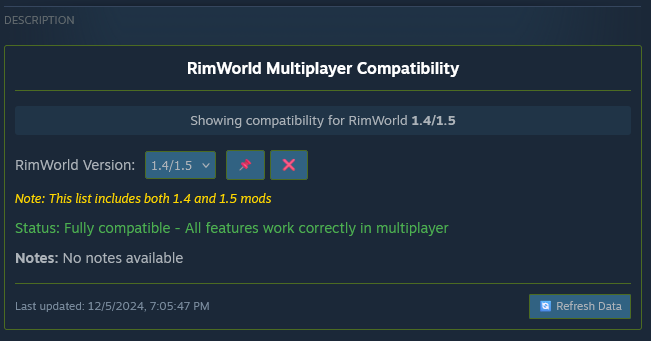 DESCRIPTION
RimWorld Multiplayer Compatibility
Showing compatibility for RimWorld 1.4/1.5
RimWorld Version: 1.4/1.5
Note: This list includes both 1.4 and 1.5 mods
Status: Fully compatible - All features work correctly in multiplayer
Notes: No notes available
Last updated: 12/5/2024, 7:05:47 PM Refresh Data